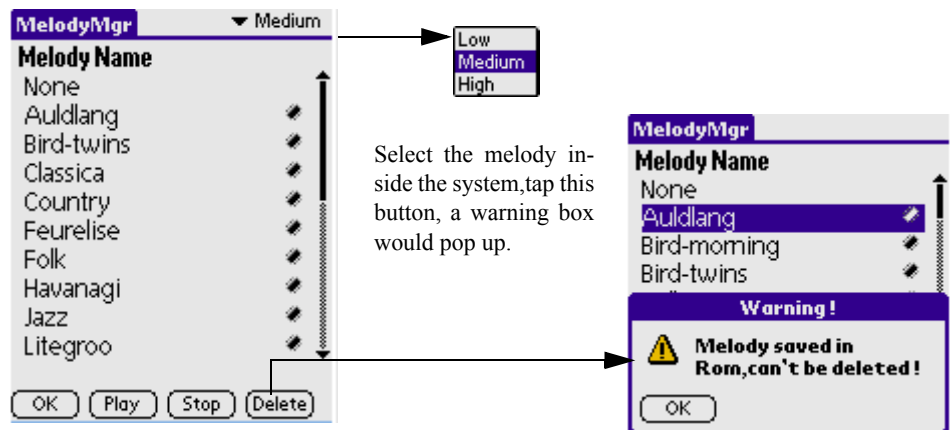 MelodyMgr
Medium
Melody Name
None
Auldlang
Bird-twins
Classica
Country
Feurelise
Folk
Havanagi
Jazz
Litegroo
OK
Play
Stop
Delete
Low
Medium
High
Select the melody in-
side the system,tap this
button, a warning box
would pop up.
MelodyMgr
Melody Name
None
Auldlang
Bird-morning
Bird-twins
Warning!
Melody saved in
Rom,can't be deleted!
OK